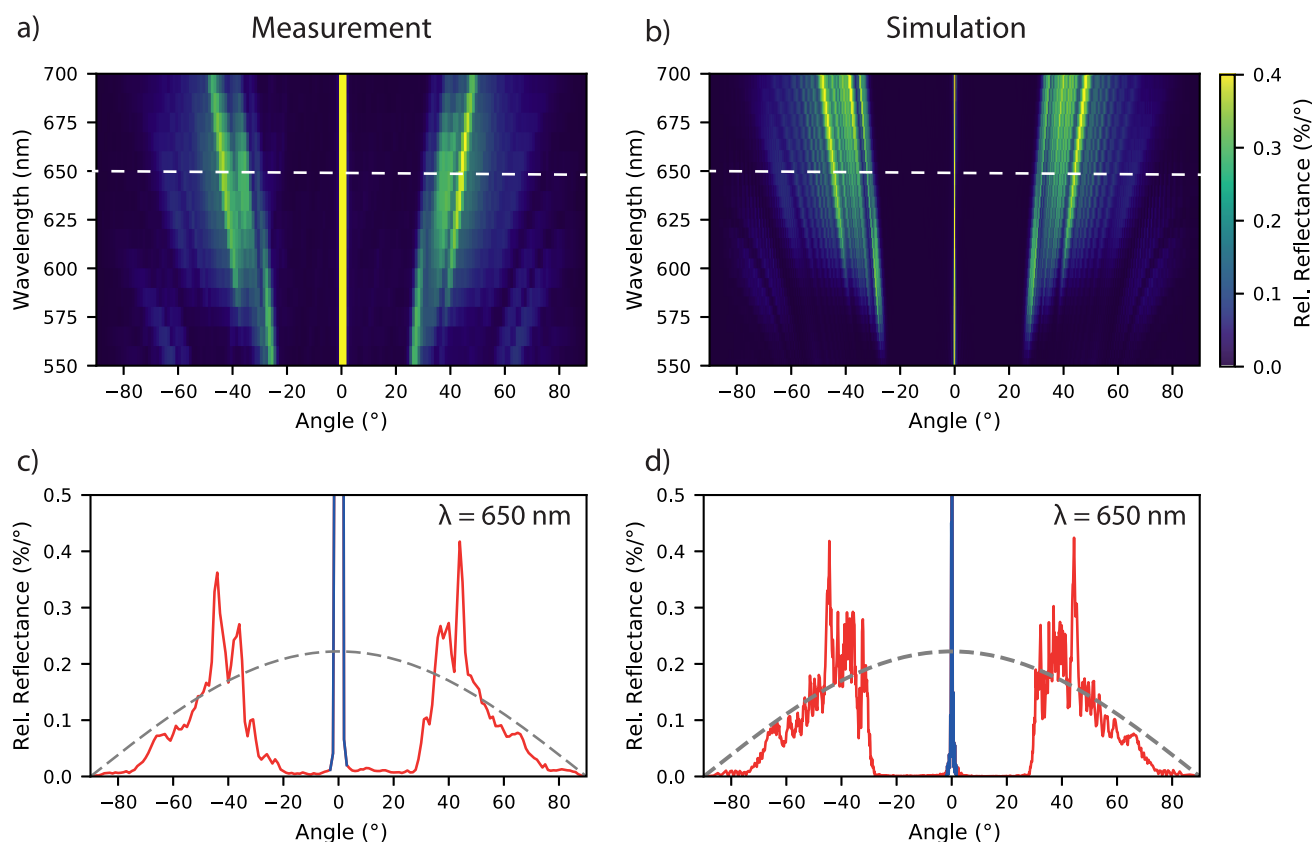 a)
Measurement
b)
Simulation
700
675
650
625
600
575
550
Wavelength (nm)
−80 −60 −40 −20 0 20 40 60 80
Angle (°)
700
675
650
625
600
575
550
Wavelength (nm)
−80 −60 −40 −20 0 20 40 60 80
Angle (°)
0.4
0.3
0.2
0.1
0.0
Rel. Reflectance (%/°)
c)
λ = 650 nm
0.5
0.4
0.3
0.2
0.1
0.0
Rel. Reflectance (%/°)
−80 −60 −40 −20 0 20 40 60 80
Angle (°)
d)
λ = 650 nm
0.5
0.4
0.3
0.2
0.1
0.0
Rel. Reflectance (%/°)
−80 −60 −40 −20 0 20 40 60 80
Angle (°)